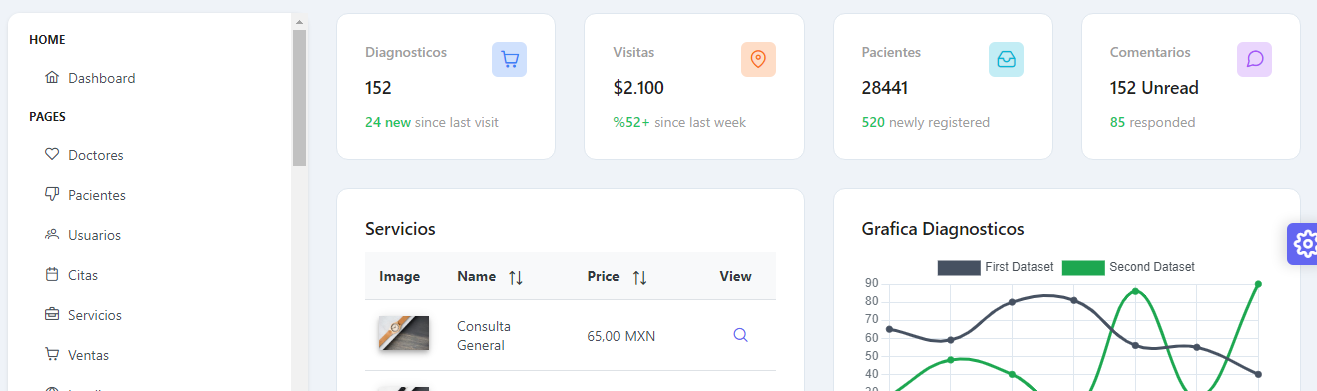 HOME
Dashboard
PAGES
Doctores
Pacientes
Usuarios
Citas
Servicios
Ventas
Diagnosticos
152
24 new since last visit
Visitas
$2.100
%52+ since last week
Pacientes
28441
520 newly registered
Comentarios
152 Unread
85 responded
Servicios
Image Name Price View
Consulta
General
65,00 MXN
Grafica Diagnosticos
First Dataset Second Dataset
90
80
70
60
50
40